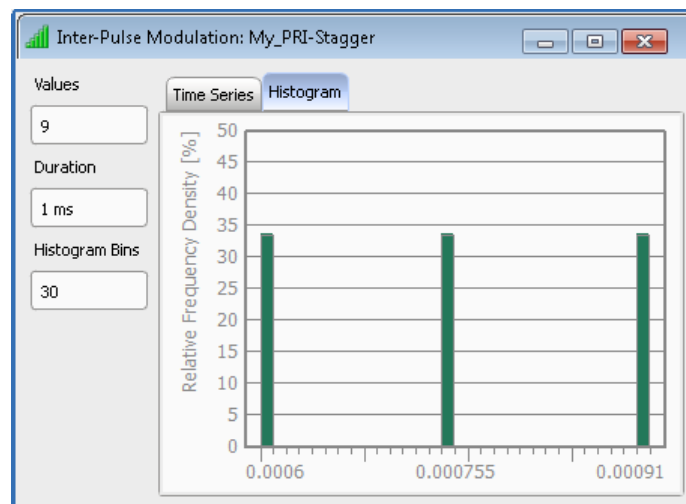 Inter-Pulse Modulation: My_PRI-Stagger
Values
9
Duration
1 ms
Histogram Bins
30
Time Series
Histogram
Relative Frequency Density [%]
50
45
40
35
30
25
20
15
10
5
0
0.0006
0.000755
0.00091